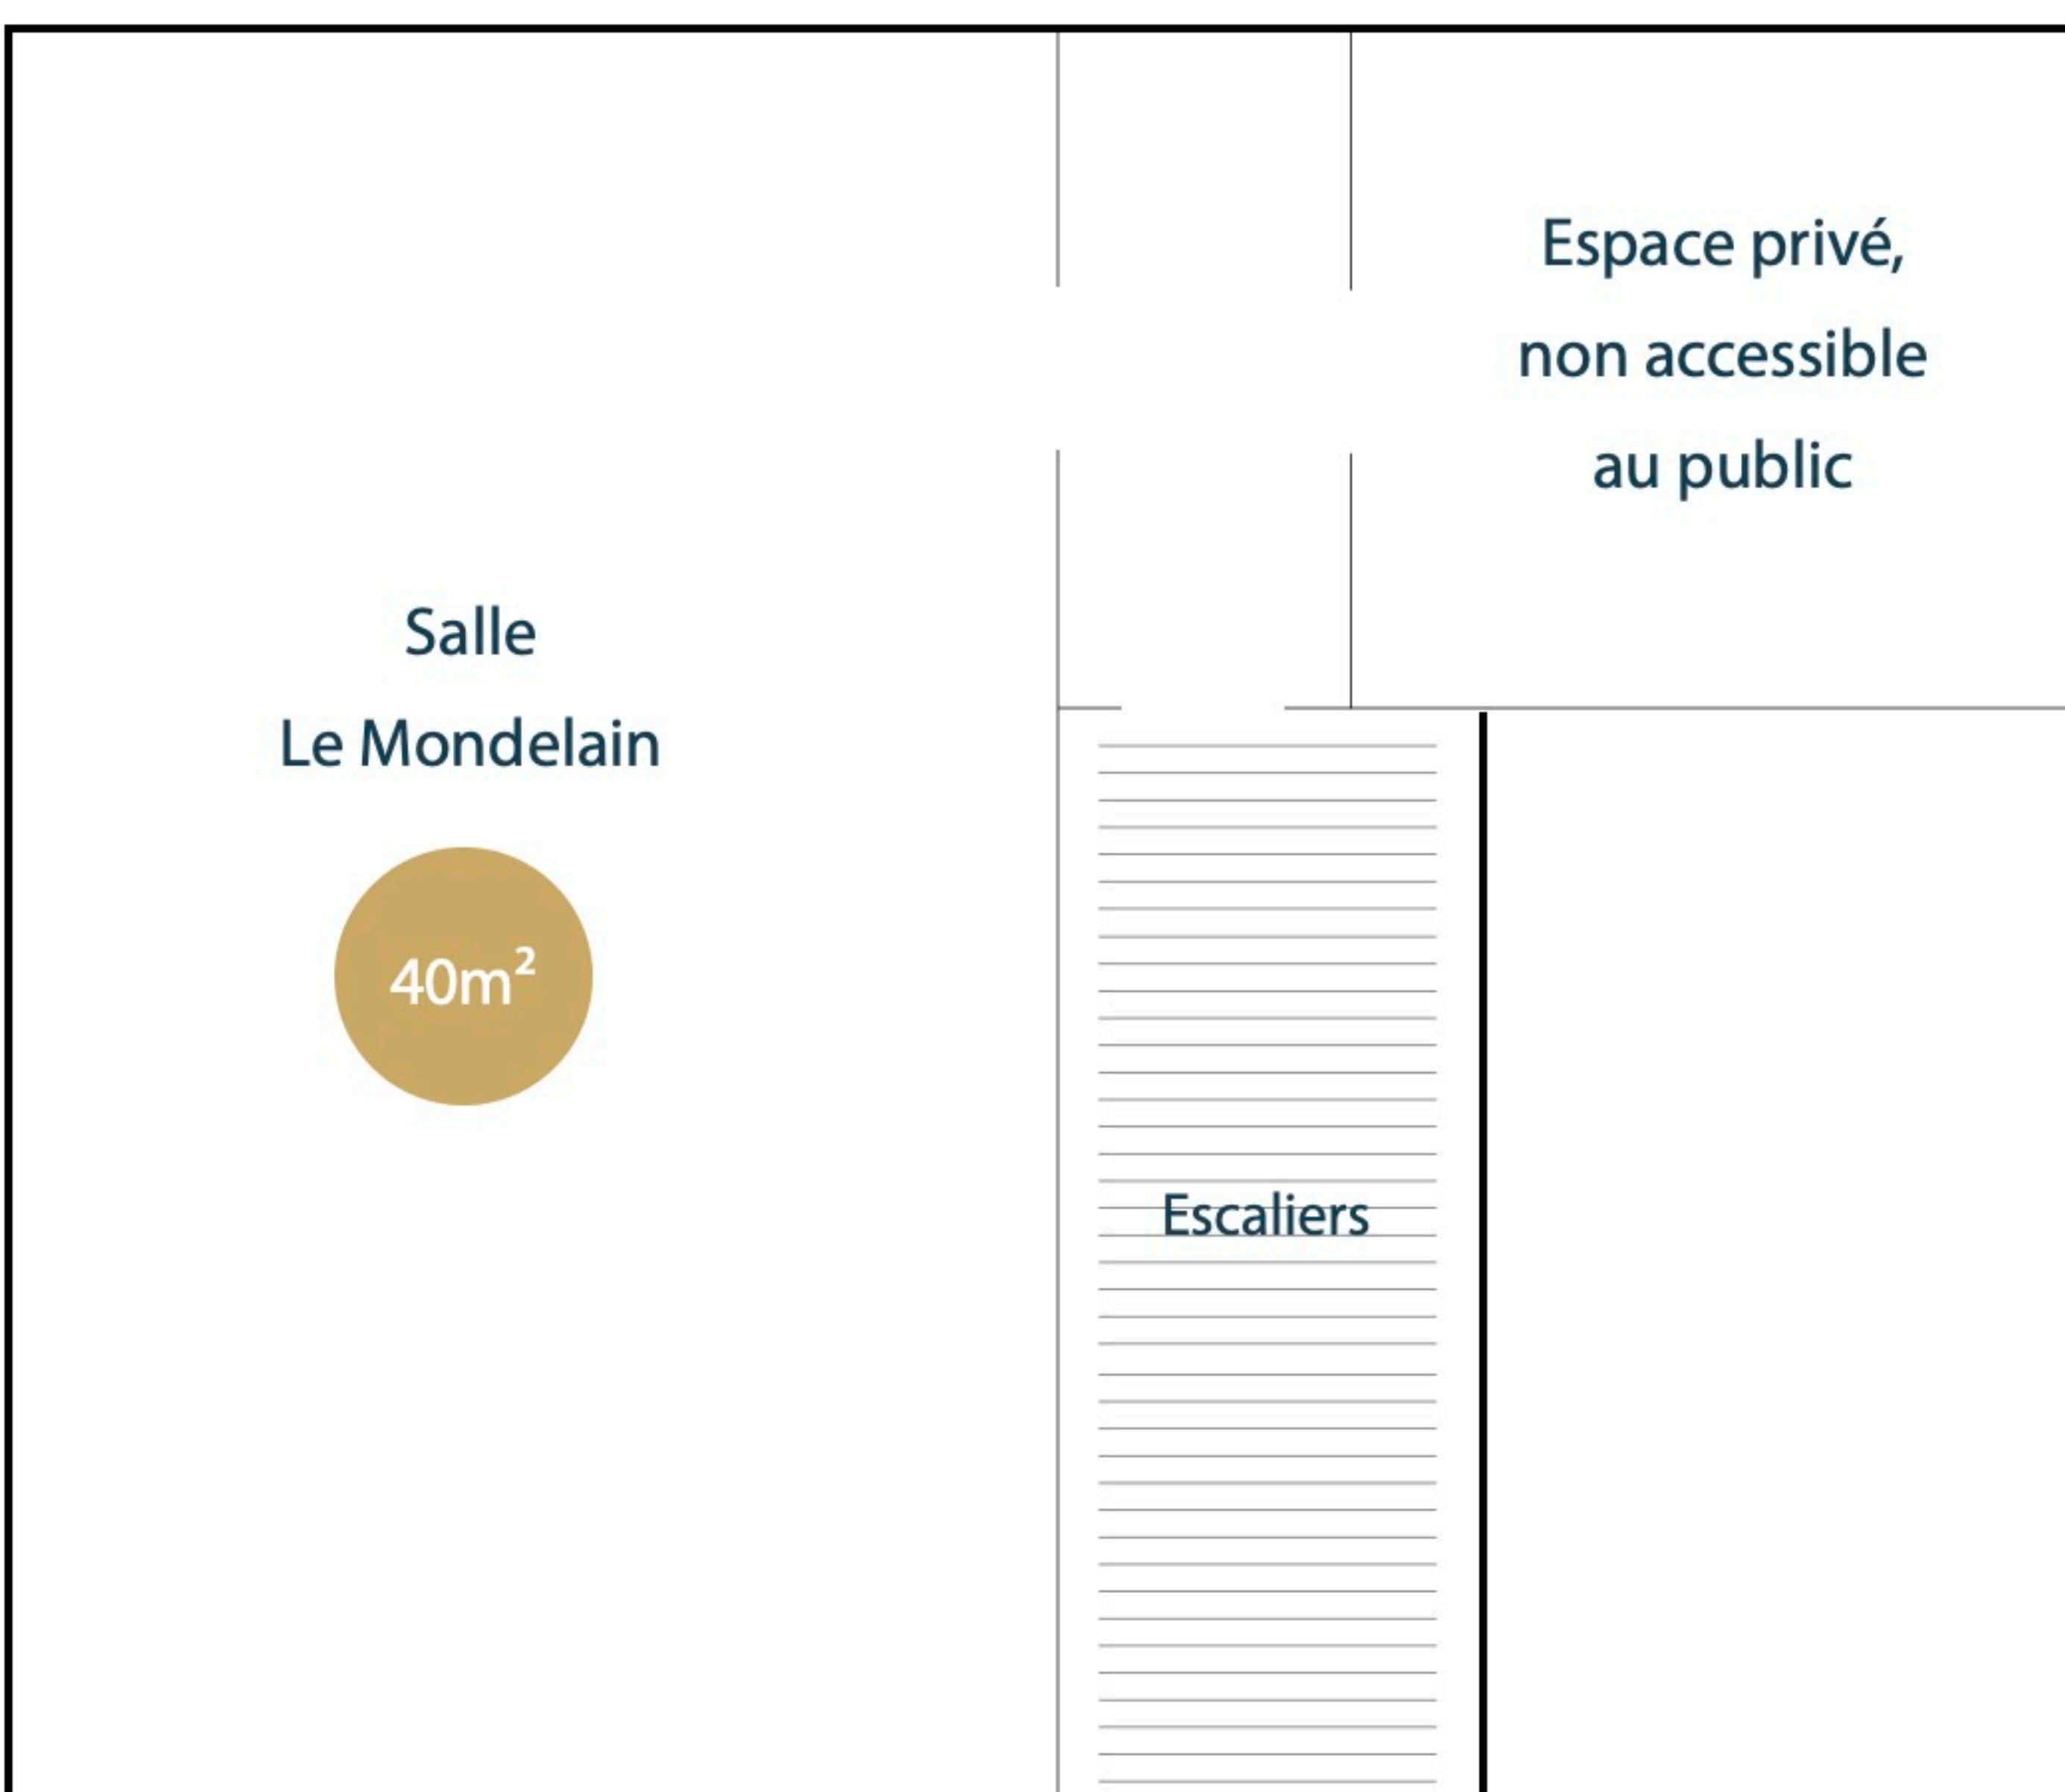 Espace privé,
non accessible
au public
Salle
Le Mondelain
40m²
Escaliers